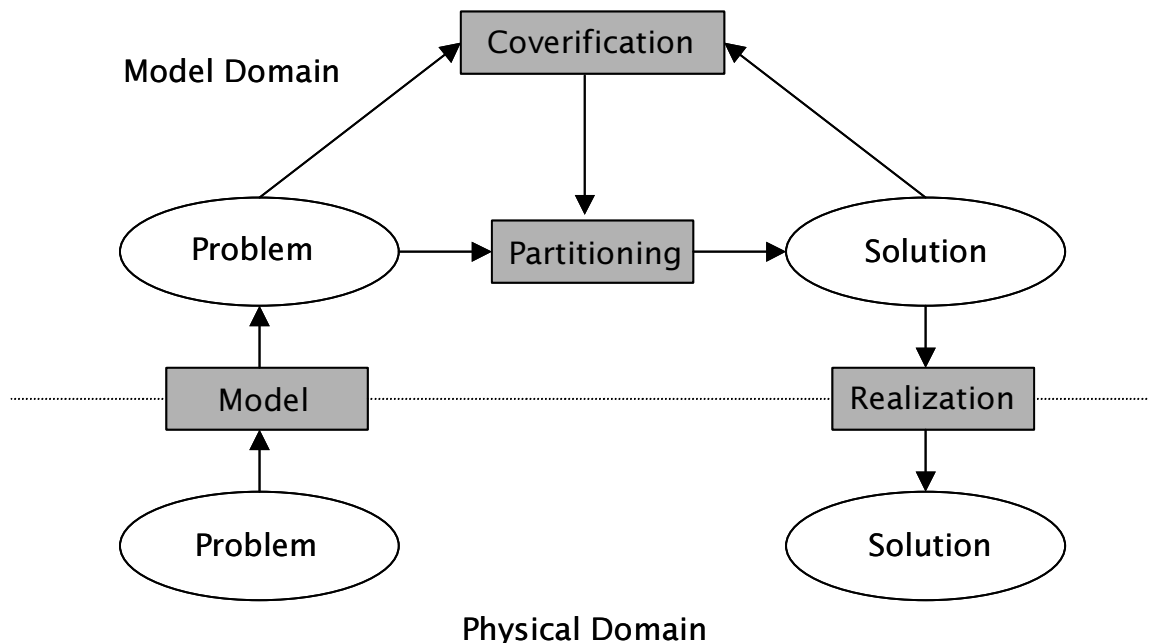 Coverification
Model Domain
Problem
Partitioning
Solution
Model
Realization
Problem
Solution
Physical Domain